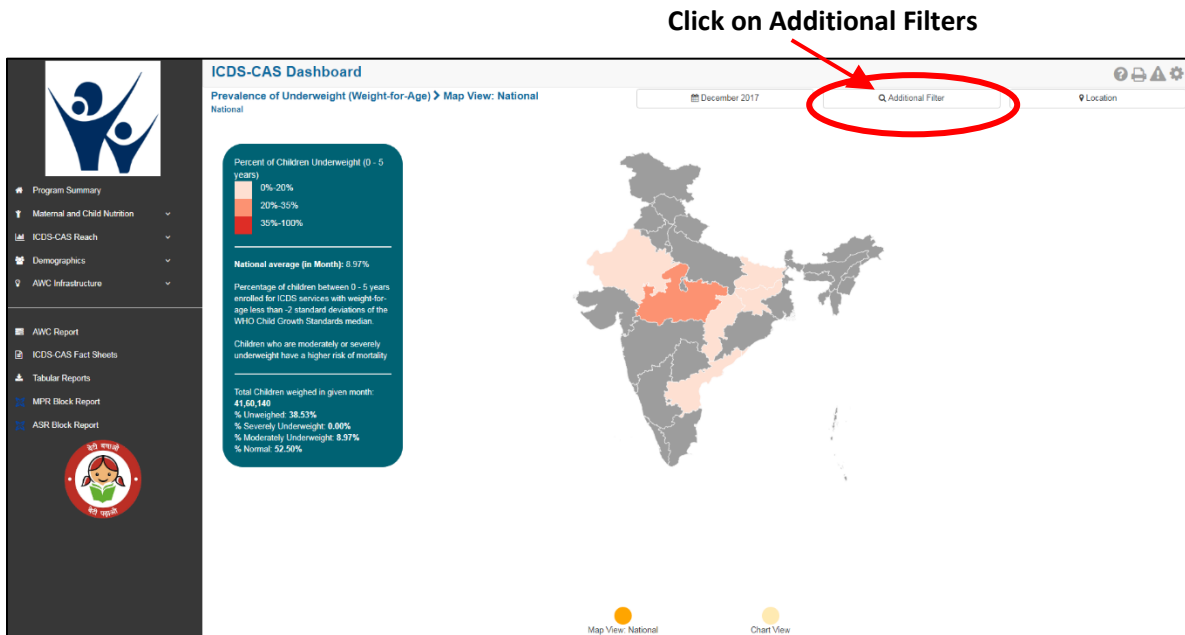 Click on Additional Filters
ICDS-CAS Dashboard
Prevalence of Underweight (Weight-for-Age) > Map View: National
National
December 2017
Additional Filter
Location
Program Summary
Maternal and Child Nutrition
ICDS-CAS Reach
Demographics
AWC Infrastructure
AWC Report
ICDS-CAS Fact Sheets
Tabular Reports
MPR Block Report
ASR Block Report
बेटी बचाओ
बेटी पढ़ाओ
Percent of Children Underweight (0 - 5
years)
0%-20%
20%-35%
35%-100%
National average (in Month): 8.97%
Percentage of children between 0 - 5 years
enrolled for ICDS services with weight-for-
age less than -2 standard deviations of the
WHO Child Growth Standards median.
Children who are moderately or severely
underweight have a higher risk of mortality
Total Children weighed in given month:
41,60,140
% Unweighed: 38.53%
% Severely Underweight: 0.00%
% Moderately Underweight: 8.97%
% Normal: 52.50%
Map View: National
Chart View